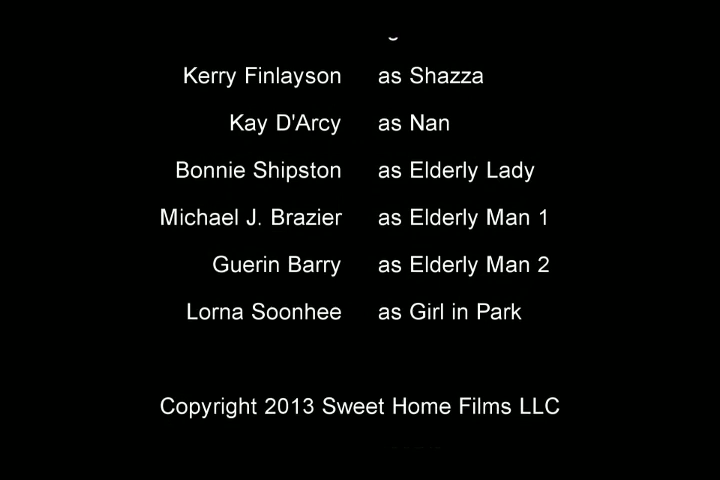 Kerry Finlayson as Shazza
Kay D'Arcy as Nan
Bonnie Shipston as Elderly Lady
Michael J. Brazier as Elderly Man 1
Guerin Barry as Elderly Man 2
Lorna Soonhee as Girl in Park
Copyright 2013 Sweet Home Films LLC